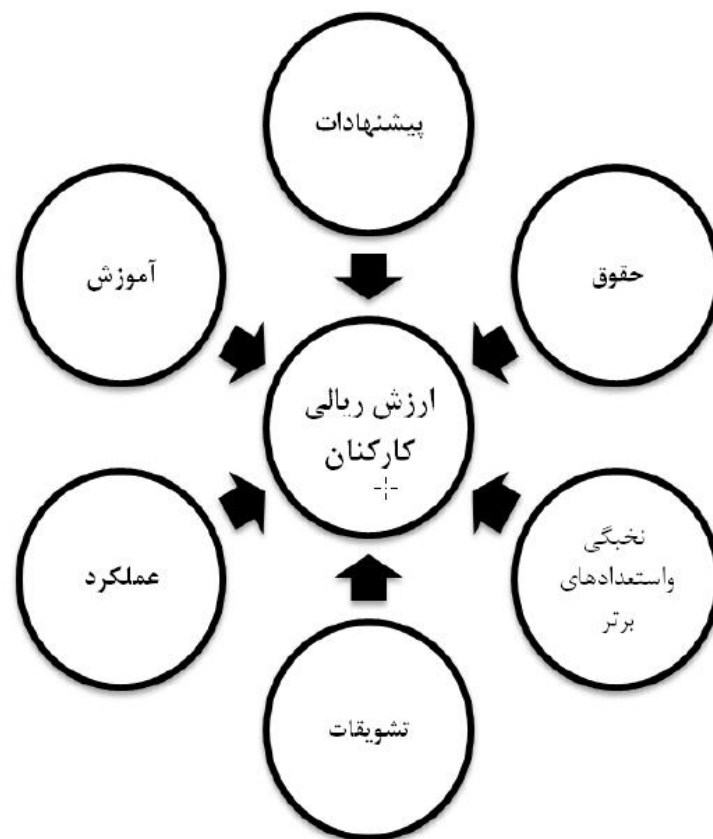 پیشنهادات
حقوق
آموزش
ارزش ریالی
کارکنان
نخبگی
واستعدادهای
برتر
عملکرد
تشویقات